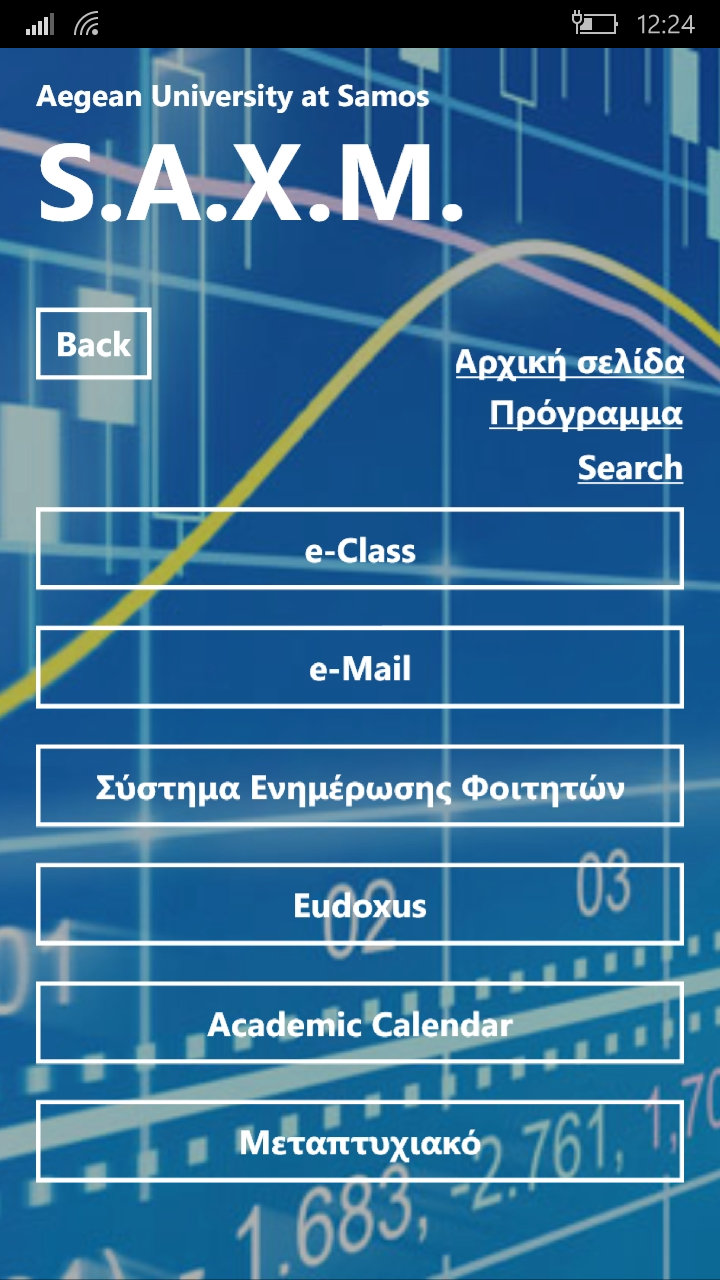 12:24
Aegean University at Samos
S.A.X.M.
Back
Αρχική σελίδα
Πρόγραμμα
Search
e-Class
e-Mail
Σύστημα Ενημέρωσης Φοιτητών
03
Eudoxus
02
01
Academic Calendar
Μεταπτυχιακό
1.683, -2.761, 1,70